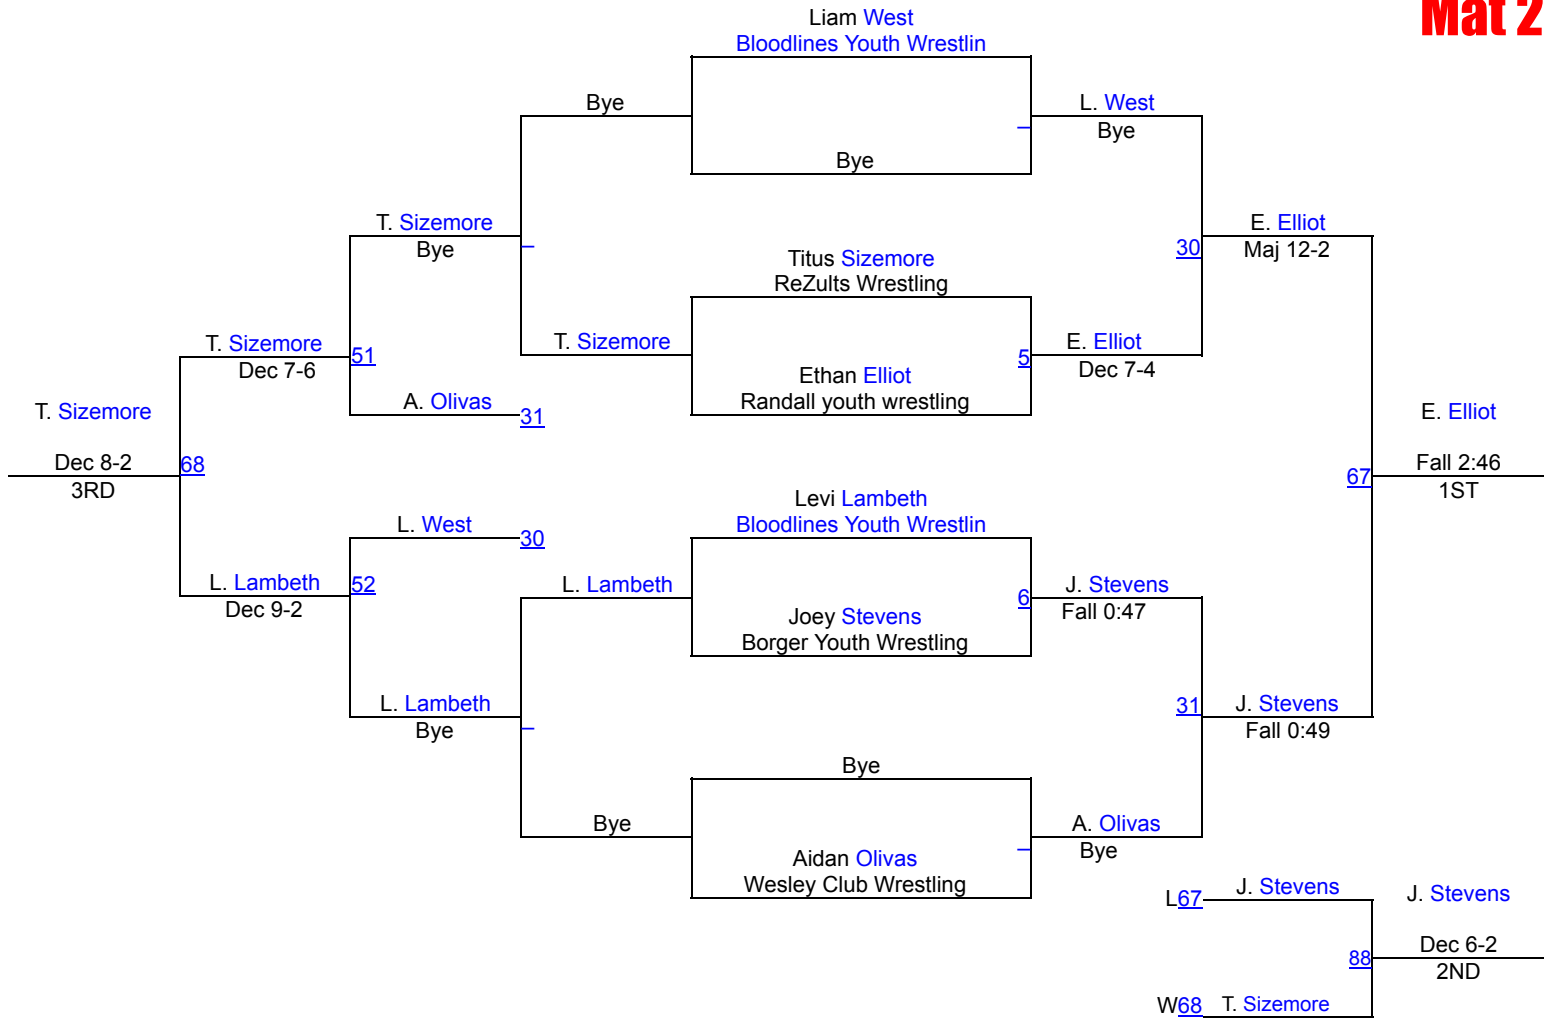 Mat 2
Liam West
Bloodlines Youth Wrestlin
Bye
L. West
Bye
Bye
T. Sizemore
Bye
E. Elliot
Maj 12-2
30
Titus Sizemore
ReZults Wrestling
T. Sizemore
Dec 7-6
51
T. Sizemore
E. Elliot
Dec 7-4
5
Ethan Elliot
Randall youth wrestling
A. Olivas
31
T. Sizemore
Dec 8-2
3RD
68
E. Elliot
Fall 2:46
1ST
67
Levi Lambeth
Bloodlines Youth Wrestlin
L. West
30
L. Lambeth
Dec 9-2
52
L. Lambeth
J. Stevens
Fall 0:47
6
Joey Stevens
Borger Youth Wrestling
L. Lambeth
Bye
31
J. Stevens
Fall 0:49
Bye
Bye
A. Olivas
Bye
Aidan Olivas
Wesley Club Wrestling
L67 J. Stevens
J. Stevens
Dec 6-2
2ND
88
W68 T. Sizemore